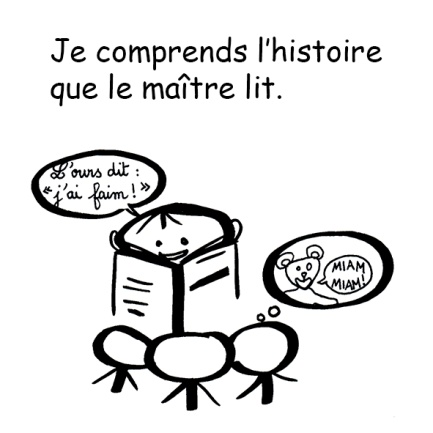 Je comprends l'histoire
que le maître lit.
L'ours dit :
« j'ai faim ! »
MIAM
MIAM!